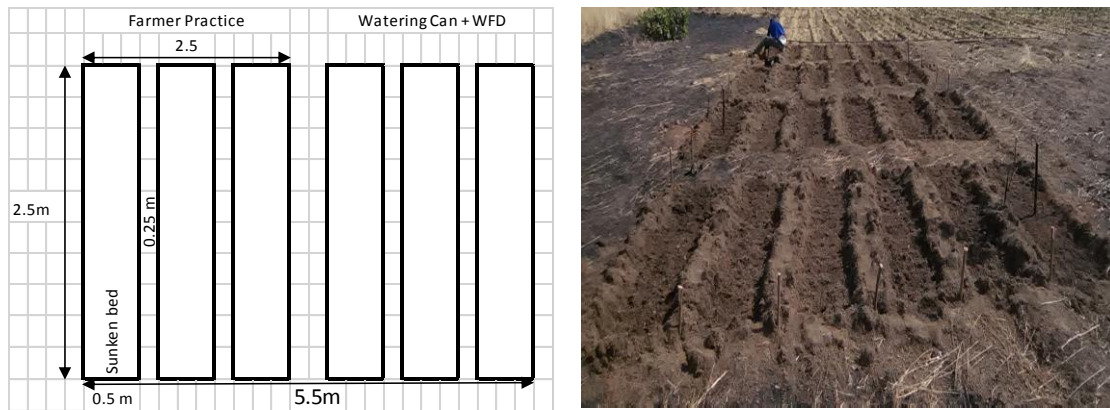 Farmer Practice
Watering Can + WFD
2.5
2.5m
0.25 m
Sunken bed
0.5 m
5.5m